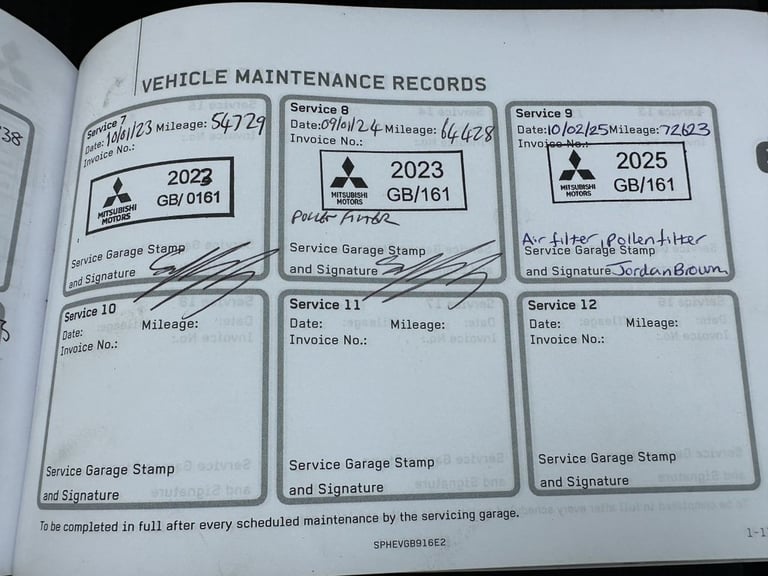 VEHICLE MAINTENANCE RECORDS
Service 7
Date: 10/01/23 Mileage: 54729
Invoice No.:
MITSUBISHI MOTORS
2023
GB/ 0161
Service Garage Stamp
and Signature
Service 8
Date: 09/01/24 Mileage: 64428
Invoice No.:
MITSUBISHI MOTORS
2023
GB/161
POLLEN FILTER
Service Garage Stamp
and Signature
Service 9
Date: 10/02/25 Mileage: 72623
Invoice No.:
MITSUBISHI MOTORS
2025
GB/161
Air filter, Pollen filter
Service Garage Stamp
and Signature Jordan Brown
Service 10
Date: Mileage:
Invoice No.:
Service Garage Stamp
and Signature
Service 11
Date: Mileage:
Invoice No.:
Service Garage Stamp
and Signature
Service 12
Date: Mileage:
Invoice No.:
Service Garage Stamp
and Signature
To be completed in full after every scheduled maintenance by the servicing garage.
SPHEVGB916E2